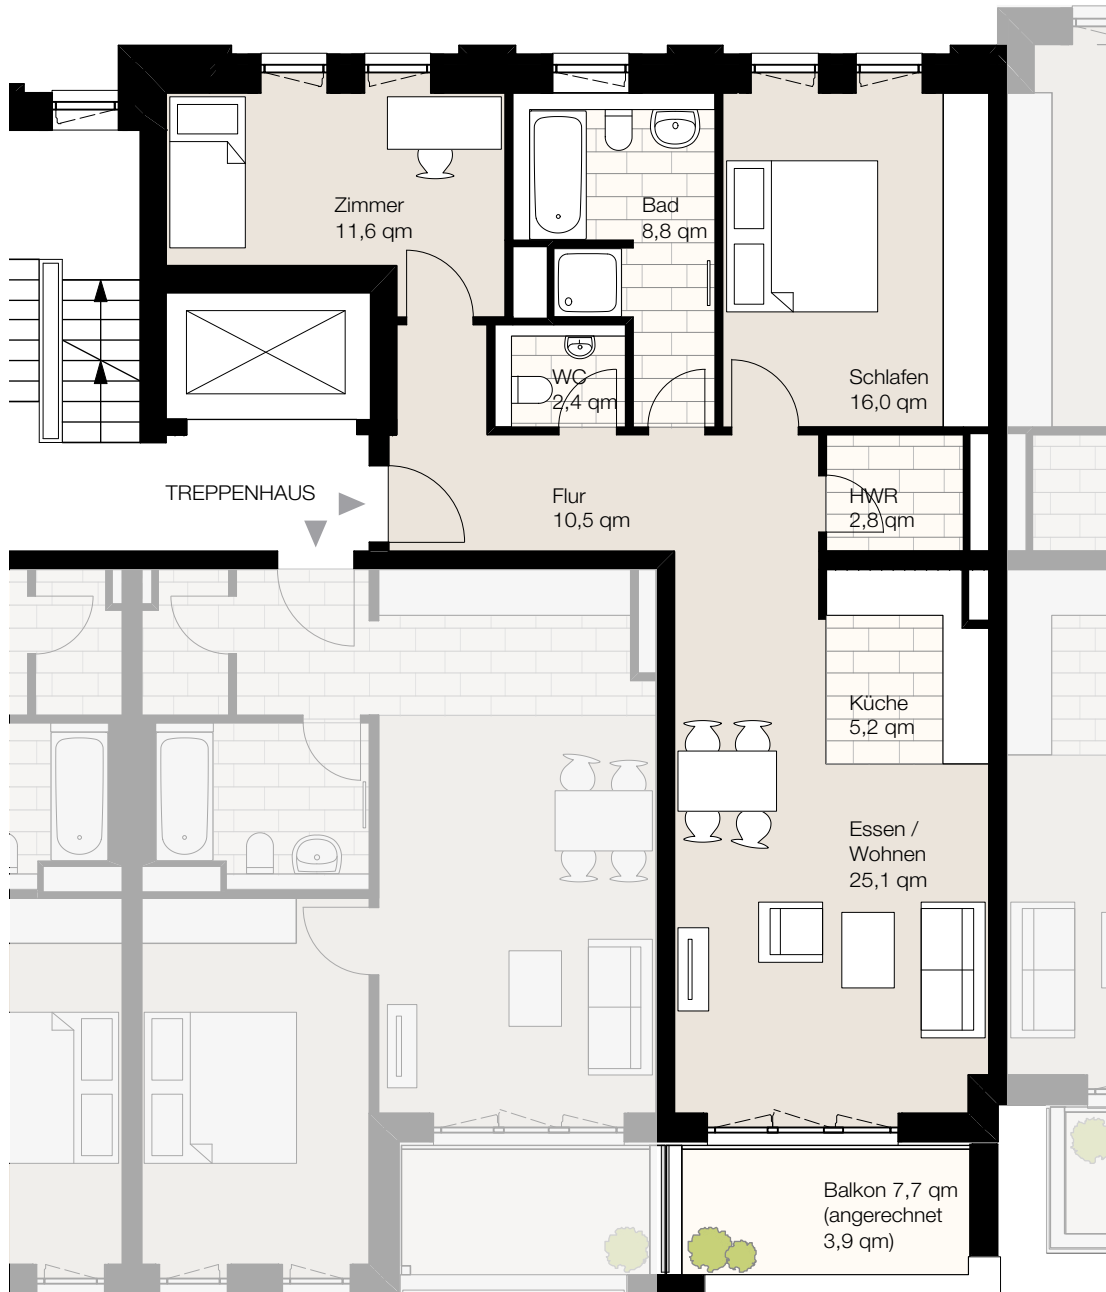 Zimmer
11,6 qm
Bad
8,8 qm
WC
2,4 qm
Schlafen
16,0 qm
TREPPENHAUS
Flur
10,5 qm
HWR
2,8 qm
Küche
5,2 qm
Essen /
Wohnen
25,1 qm
Balkon 7,7 qm
(angerechnet
3,9 qm)